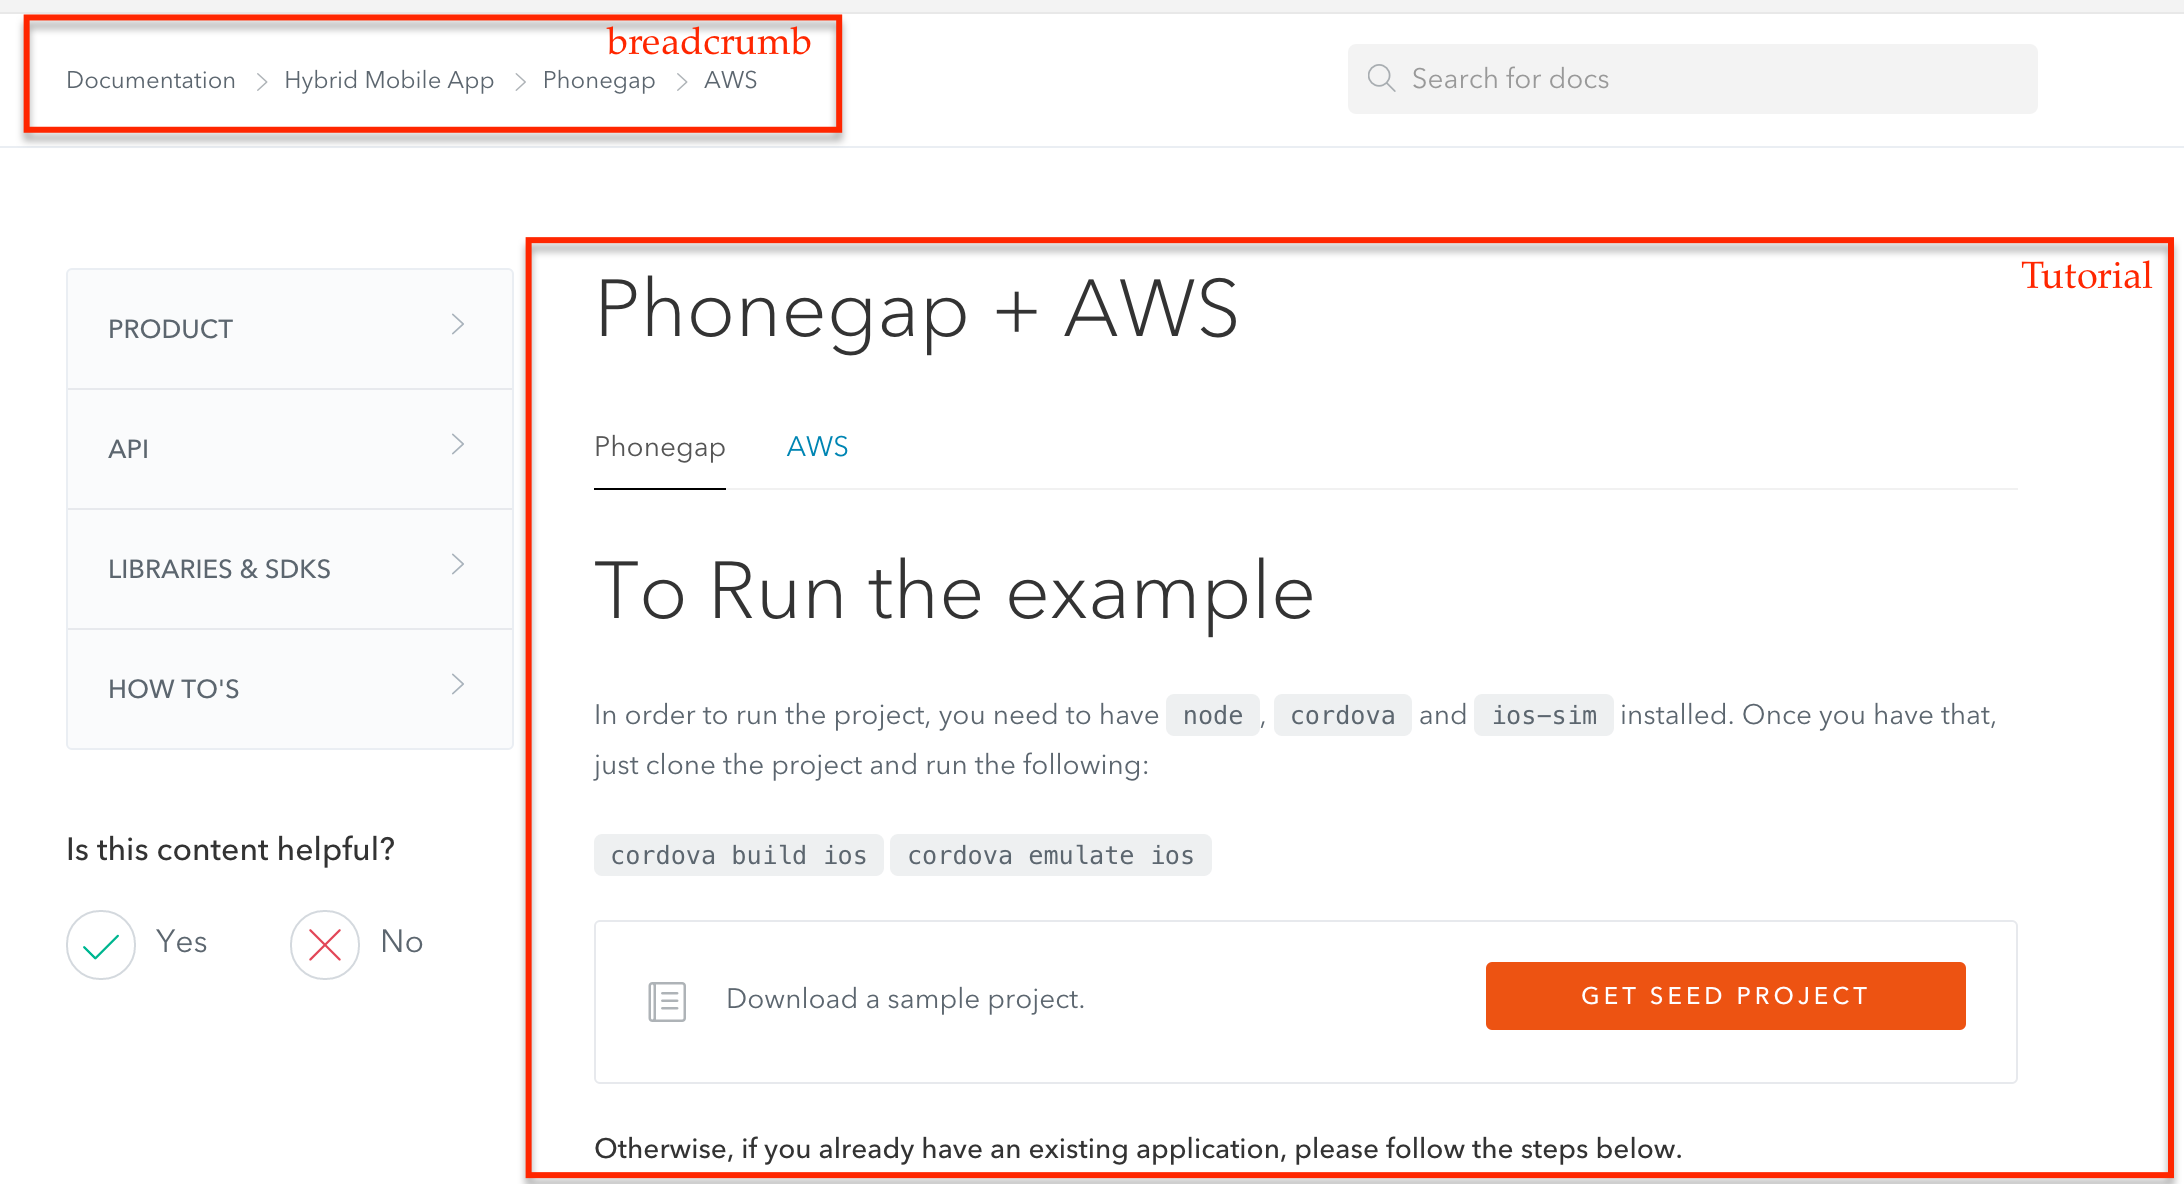 breadcrumb
Documentation > Hybrid Mobile App > Phonegap > AWS
Search for docs
PRODUCT
API
LIBRARIES & SDKS
HOW TO'S
Is this content helpful?
Yes
No
Tutorial
Phonegap + AWS
Phonegap AWS
To Run the example
In order to run the project, you need to have node, cordova and ios-sim installed. Once you have that,
just clone the project and run the following:
cordova build ios cordova emulate ios
Download a sample project.
GET SEED PROJECT
Otherwise, if you already have an existing application, please follow the steps below.